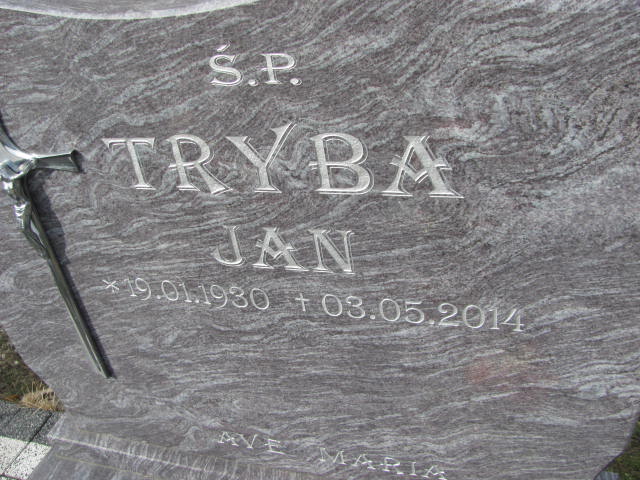 Ś.P.
TRYBA
JAN
*19.01.1930 + 03.05.2014
AVE MARIA